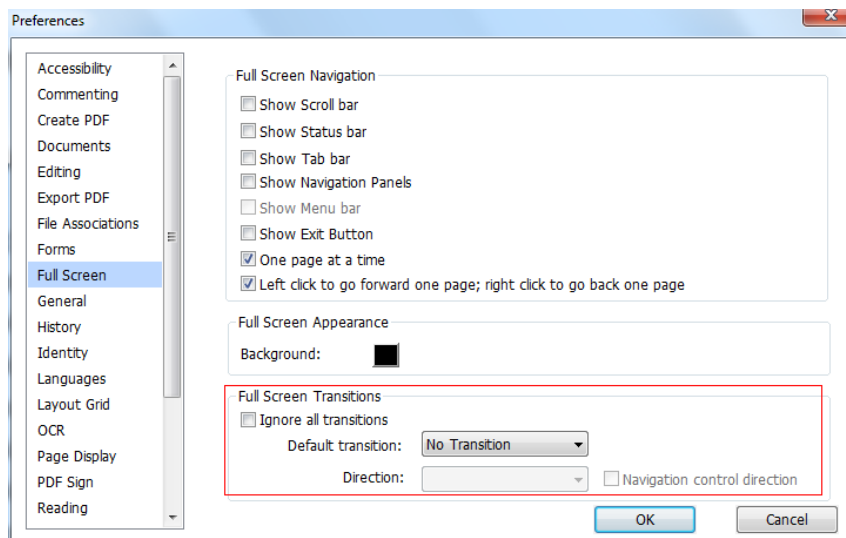 Preferences
Accessibility
Commenting
Create PDF
Documents
Editing
Export PDF
File Associations
Forms
Full Screen
General
History
Identity
Languages
Layout Grid
OCR
Page Display
PDF Sign
Reading
Full Screen Navigation
Show Scroll bar
Show Status bar
Show Tab bar
Show Navigation Panels
Show Menu bar
Show Exit Button
One page at a time
Left click to go forward one page; right click to go back one page
Full Screen Appearance
Background:
Full Screen Transitions
Ignore all transitions
Default transition: No Transition
Direction: Navigation control direction
OK Cancel